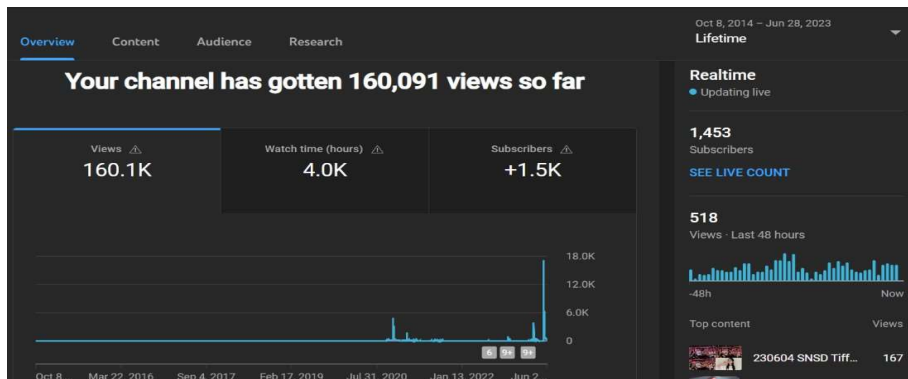 Oct 8, 2014 – Jun 28, 2023
Lifetime
Overview Content Audience Research
Your channel has gotten 160,091 views so far
Views Watch time (hours) Subscribers
160.1K 4.0K +1.5K
18.0K
12.0K
6.0K
0
6 9+ 9+
Oct 8, Mar 22, 2016 Sep 4, 2017 Feb 17, 2019 Jul 31, 2020 Jan 13, 2022 Jun 2...
Realtime
Updating live
1,453
Subscribers
SEE LIVE COUNT
518
Views · Last 48 hours
-48h Now
Top content Views
230604 SNSD Tiff... 167